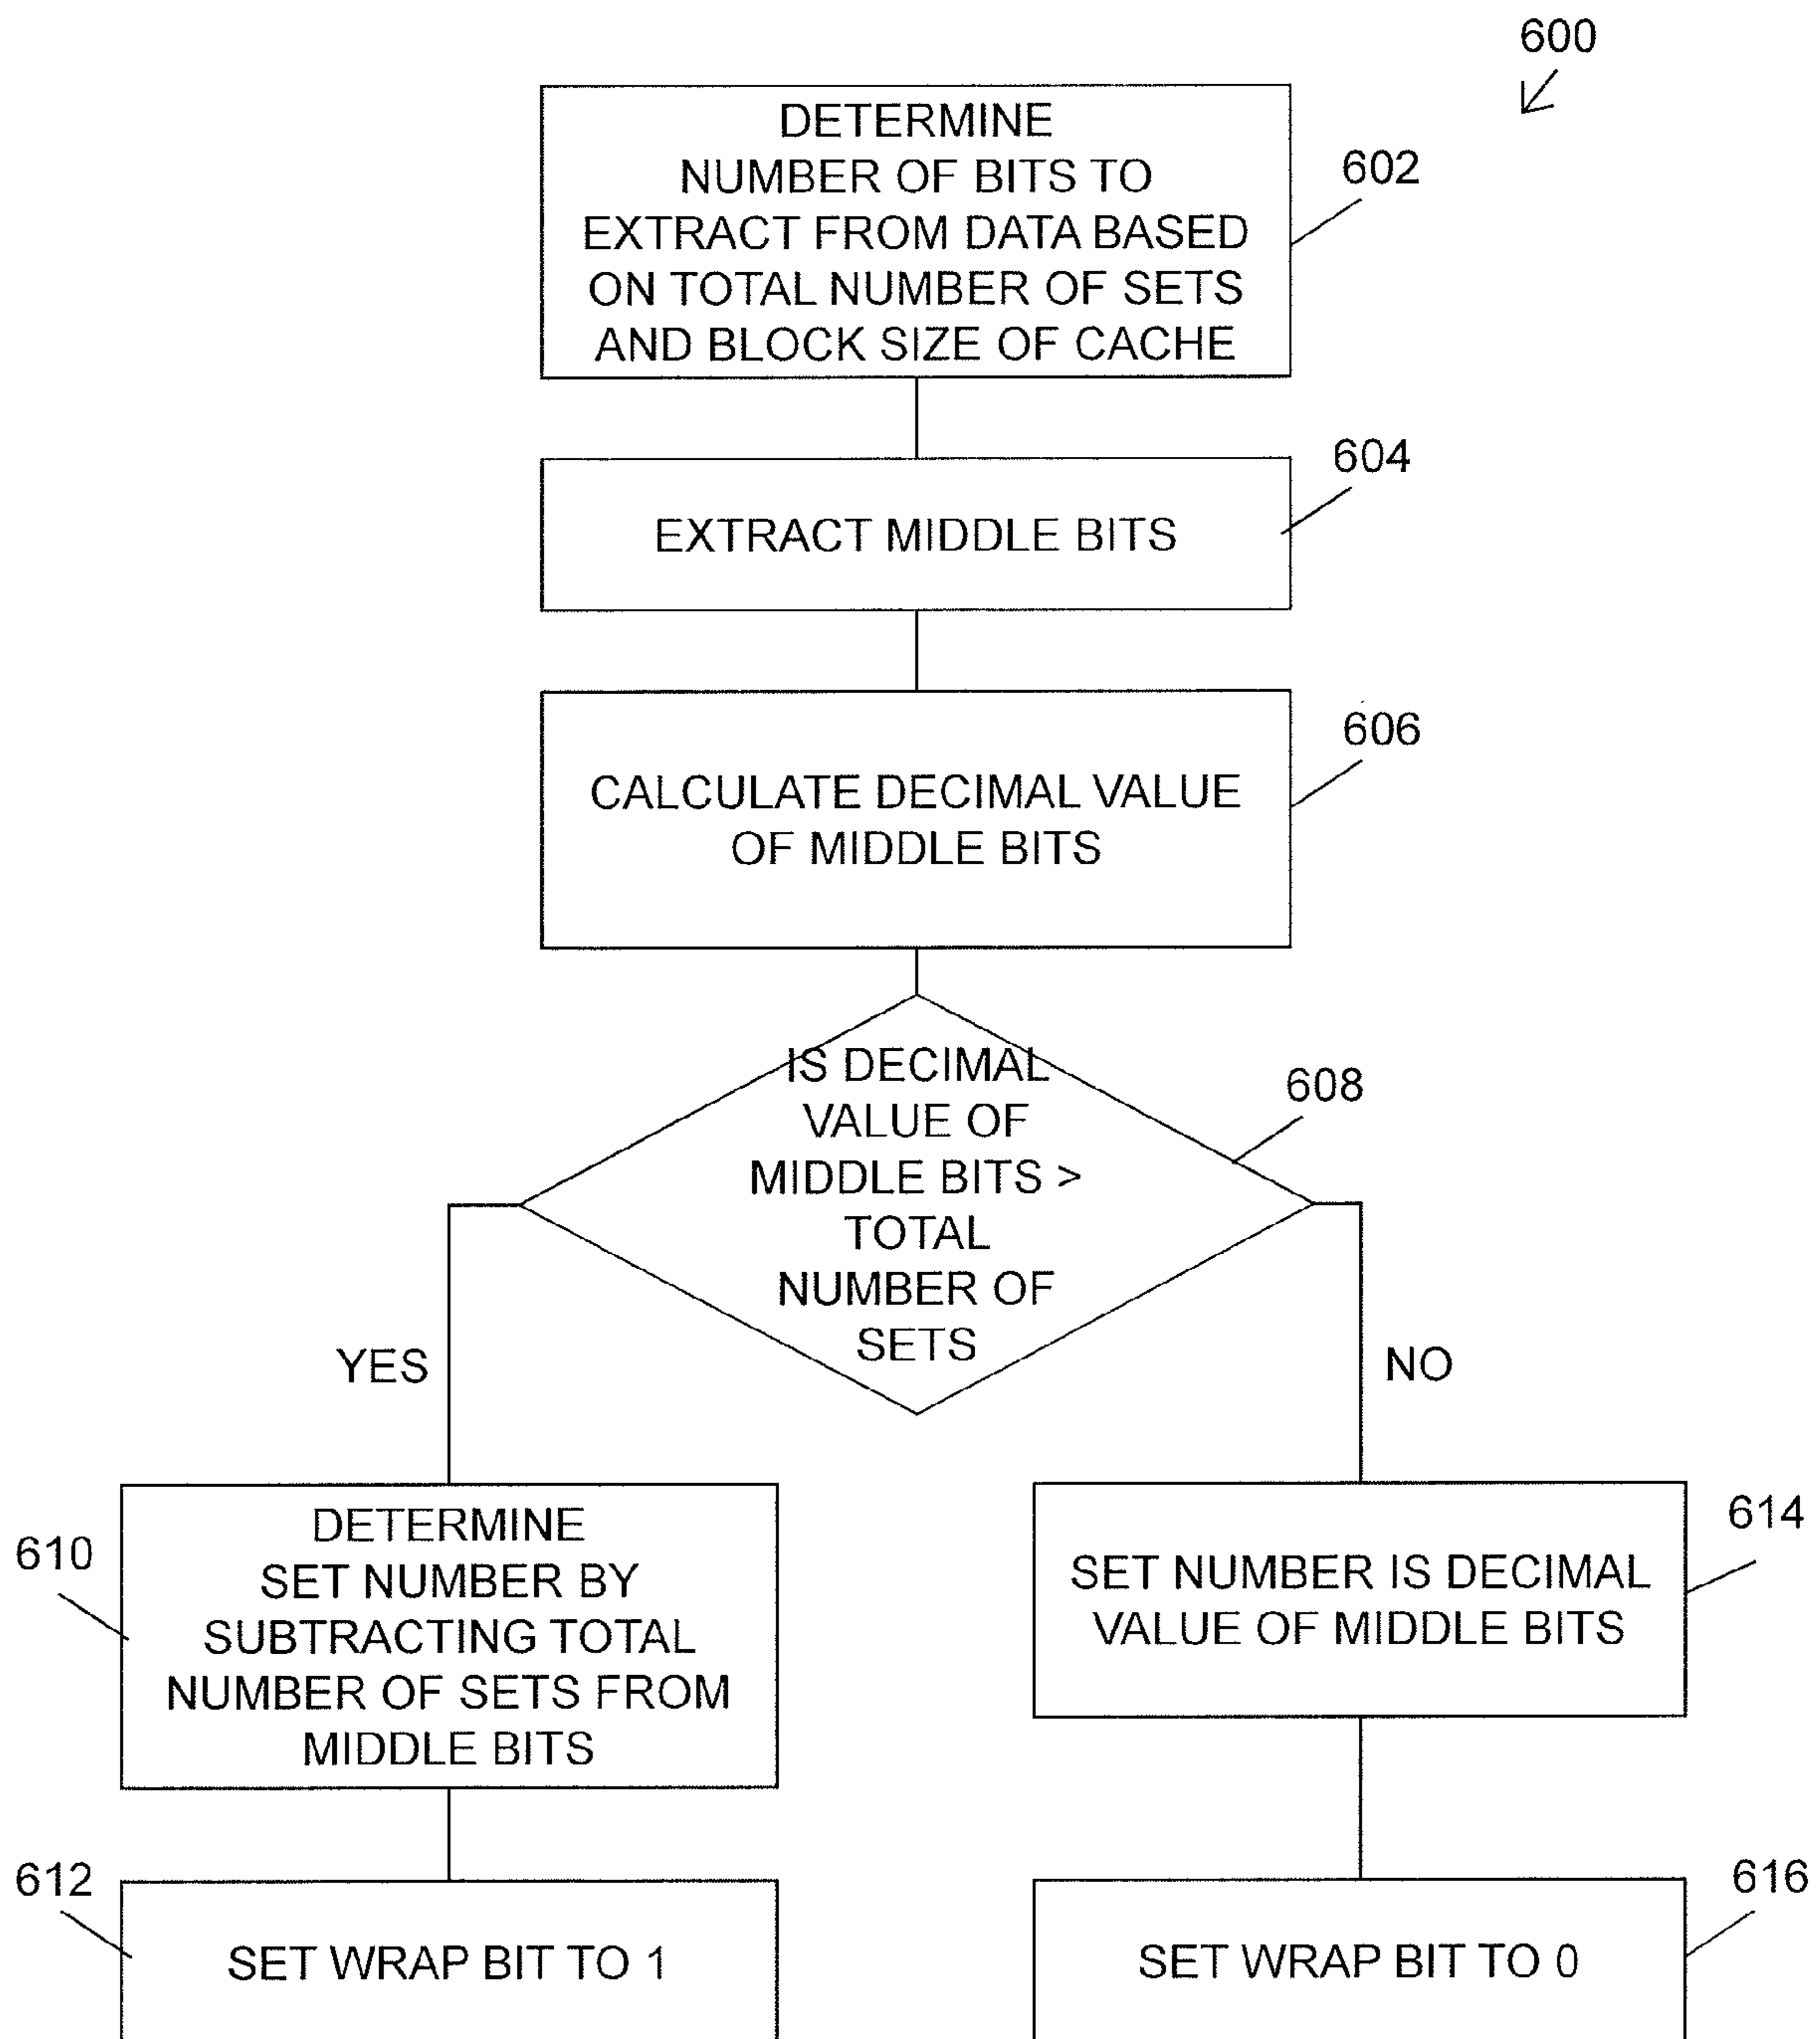 600
DETERMINE
NUMBER OF BITS TO
EXTRACT FROM DATA BASED
ON TOTAL NUMBER OF SETS
AND BLOCK SIZE OF CACHE
602
EXTRACT MIDDLE BITS
604
CALCULATE DECIMAL VALUE
OF MIDDLE BITS
606
IS DECIMAL
VALUE OF
MIDDLE BITS >
TOTAL
NUMBER OF
SETS
608
YES
NO
610
DETERMINE
SET NUMBER BY
SUBTRACTING TOTAL
NUMBER OF SETS FROM
MIDDLE BITS
614
SET NUMBER IS DECIMAL
VALUE OF MIDDLE BITS
612
SET WRAP BIT TO 1
616
SET WRAP BIT TO 0